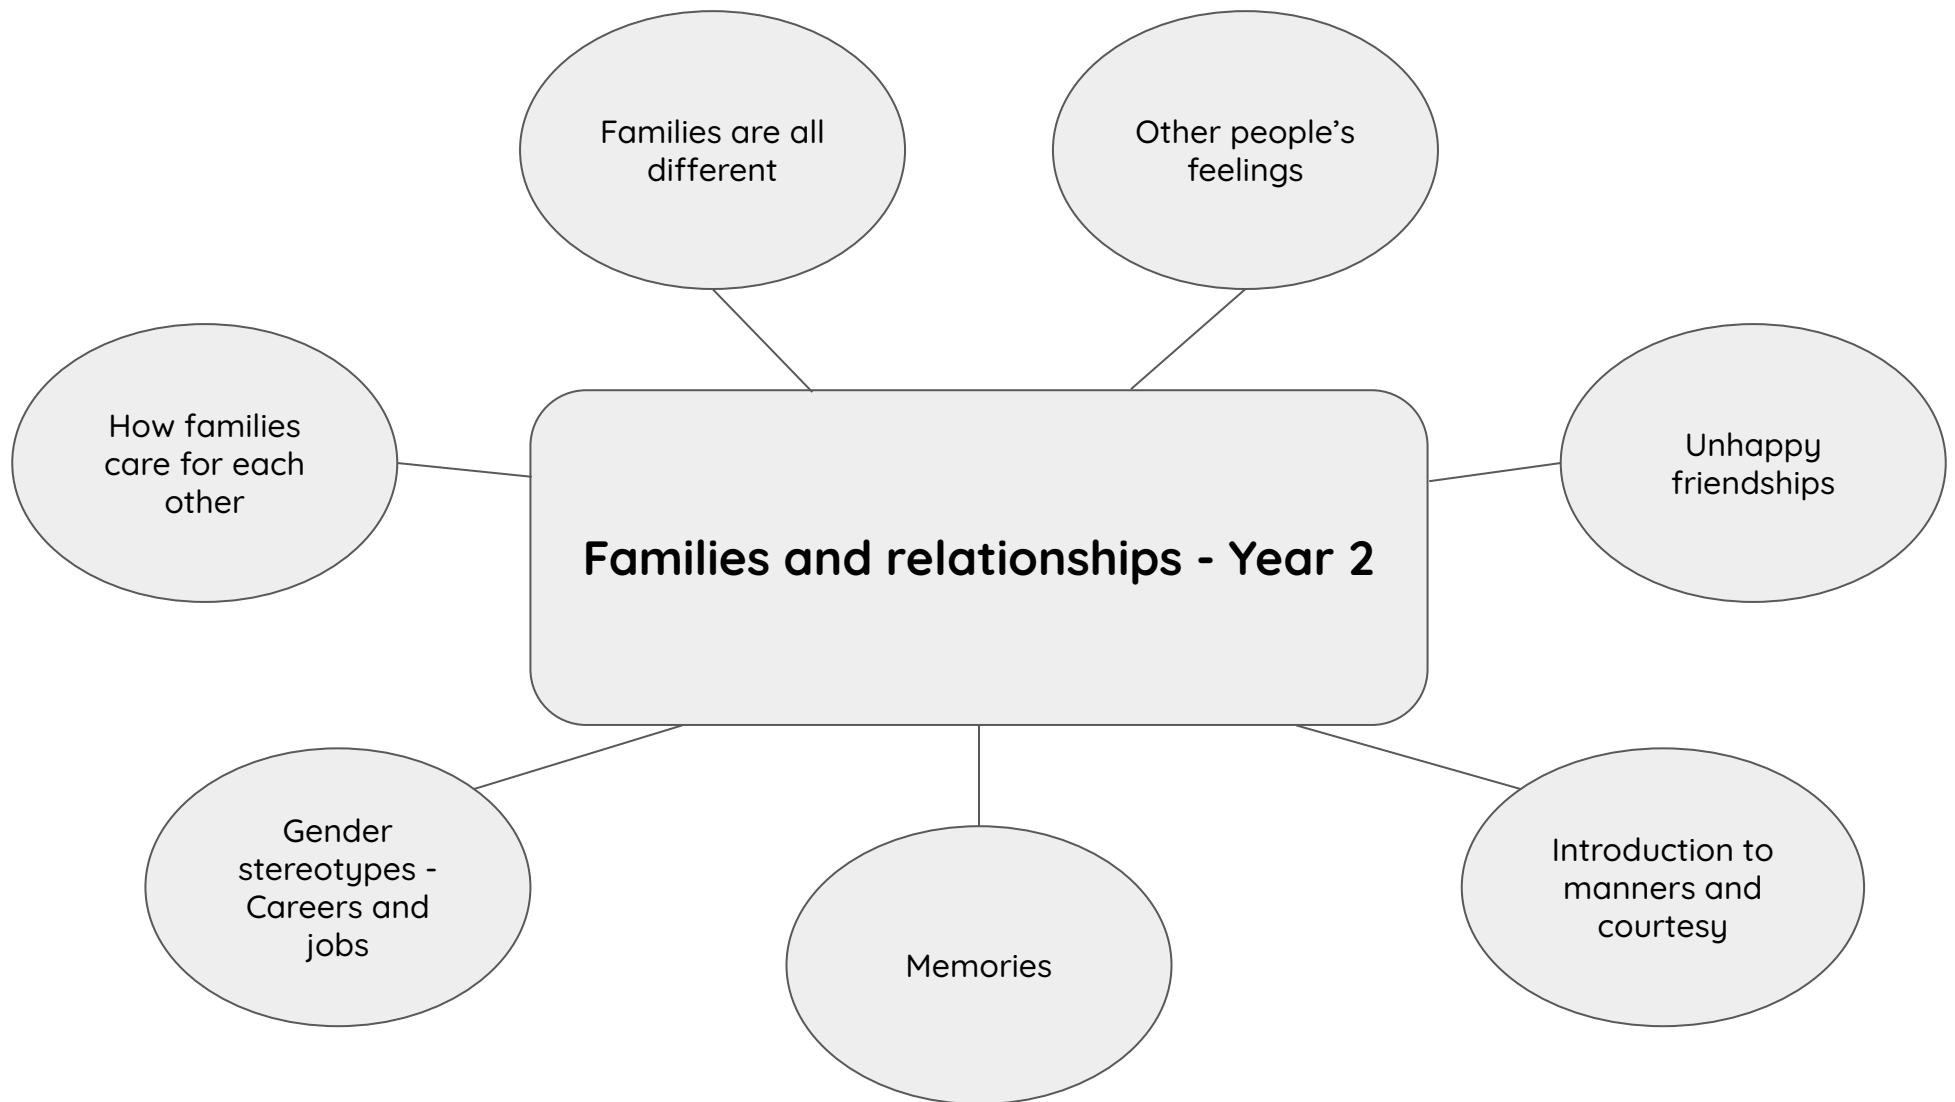 Families are all
different
Other people’s
feelings
How families
care for each
other
Unhappy
friendships
Families and relationships - Year 2
Gender
stereotypes -
Careers and
jobs
Memories
Introduction to
manners and
courtesy